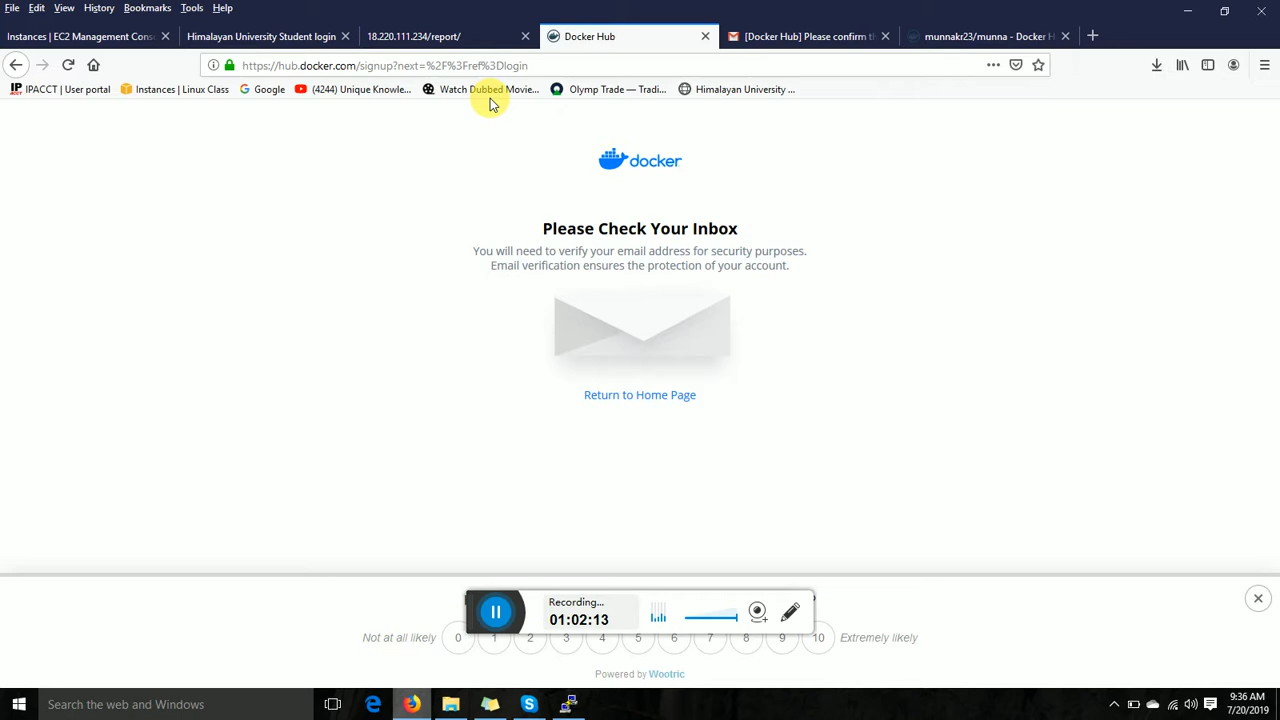 File Edit View History Bookmarks Tools Help
Instances | EC2 Management Cons
Himalayan University Student login
18.220.111.234/report/
Docker Hub
[Docker Hub] Please confirm th
munnakr23/munna - Docker H
https://hub.docker.com/signup?next=%2F%3Fref%3Dlogin
IPACCT | User portal
Instances | Linux Class
Google
(4244) Unique Knowle...
Watch Dubbed Movie...
Olymp Trade — Tradi...
Himalayan University ...
docker
Please Check Your Inbox
You will need to verify your email address for security purposes.
Email verification ensures the protection of your account.
Return to Home Page
Recording...
01:02:13
Not at all likely 0 1 2 3 4 5 6 7 8 9 10 Extremely likely
Powered by Wootric
Search the web and Windows
9:36 AM
7/20/2019